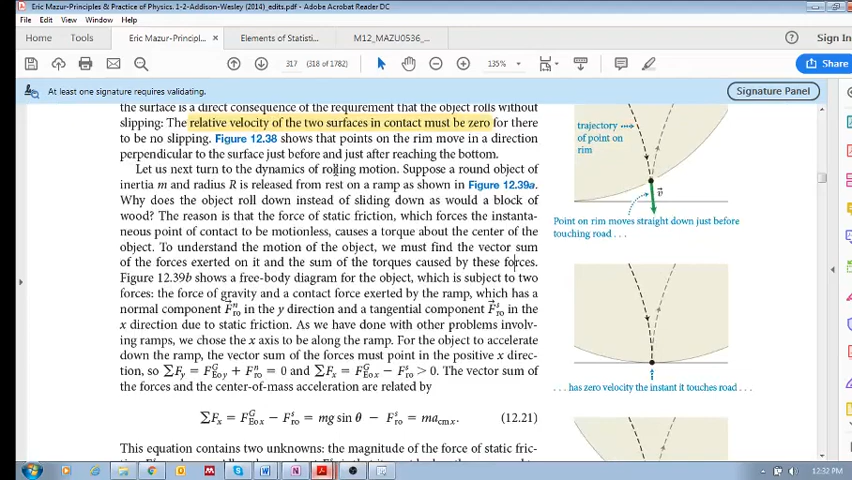 Eric Mazur-Principles & Practice of Physics. 1-2-Addison-Wesley (2014)_edits.pdf - Adobe Acrobat Reader DC
File Edit View Window Help
Home Tools Eric Mazur-Principl... × Elements of Statisti... M12_MAZU0536_p... Sign In
317 (318 of 1782) 135% Share
At least one signature requires validating. Signature Panel
the surface is a direct consequence of the requirement that the object rolls without
slipping: The relative velocity of the two surfaces in contact must be zero for there
to be no slipping. Figure 12.38 shows that points on the rim move in a direction
perpendicular to the surface just before and just after reaching the bottom.
Let us next turn to the dynamics of rolling motion. Suppose a round object of
inertia m and radius R is released from rest on a ramp as shown in Figure 12.39a.
Why does the object roll down instead of sliding down as would a block of
wood? The reason is that the force of static friction, which forces the instanta-
neous point of contact to be motionless, causes a torque about the center of the
object. To understand the motion of the object, we must find the vector sum
of the forces exerted on it and the sum of the torques caused by these forces.
Figure 12.39b shows a free-body diagram for the object, which is subject to two
forces: the force of gravity and a contact force exerted by the ramp, which has a
normal component F⃗ⁿro in the y direction and a tangential component F⃗ˢro in the
x direction due to static friction. As we have done with other problems involv-
ing ramps, we chose the x axis to be along the ramp. For the object to accelerate
down the ramp, the vector sum of the forces must point in the positive x direc-
tion, so ΣFy = FᴳEoy + Fⁿro = 0 and ΣFx = FᴳEox − Fˢro > 0. The vector sum of
the forces and the center-of-mass acceleration are related by
ΣFx = FᴳEox − Fˢro = mg sin θ − Fˢro = macmx. (12.21)
This equation contains two unknowns: the magnitude of the force of static fric-
trajectory
of point on
rim
v⃗
Point on rim moves straight down just before
touching road . . .
. . . has zero velocity the instant it touches road . . .
12:32 PM